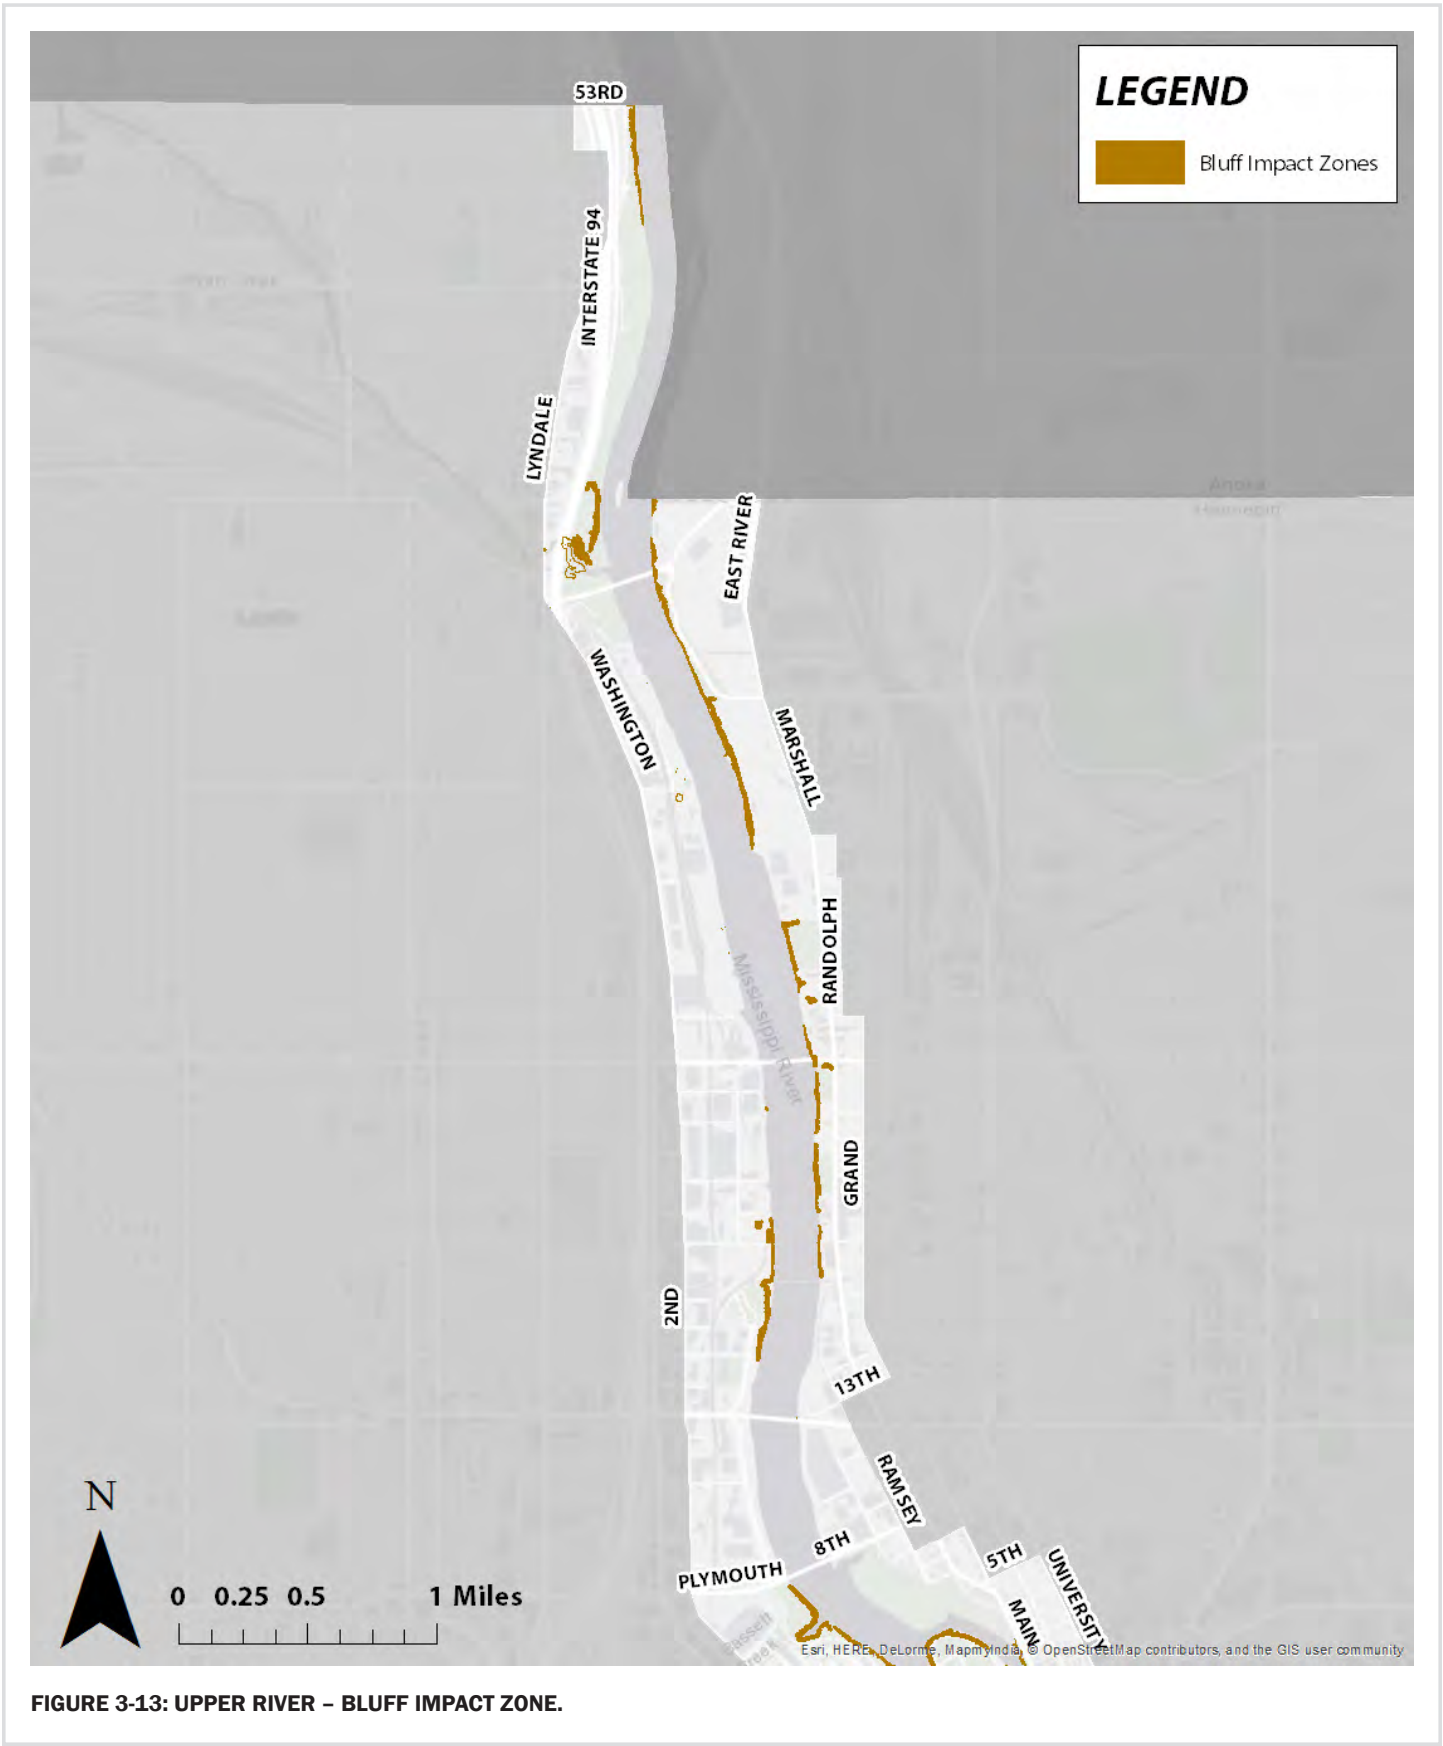 53RD
LEGEND
Bluff Impact Zones
INTERSTATE 94
LYNDALE
EAST RIVER
WASHINGTON
MARSHALL
RANDOLPH
Mississippi River
GRAND
2ND
13TH
RAMSEY
8TH
PLYMOUTH
5TH
UNIVERSITY
MAIN
N
0 0.25 0.5 1 Miles
Esri, HERE, DeLorme, MapmyIndia, © OpenStreetMap contributors, and the GIS user community
FIGURE 3-13: UPPER RIVER – BLUFF IMPACT ZONE.